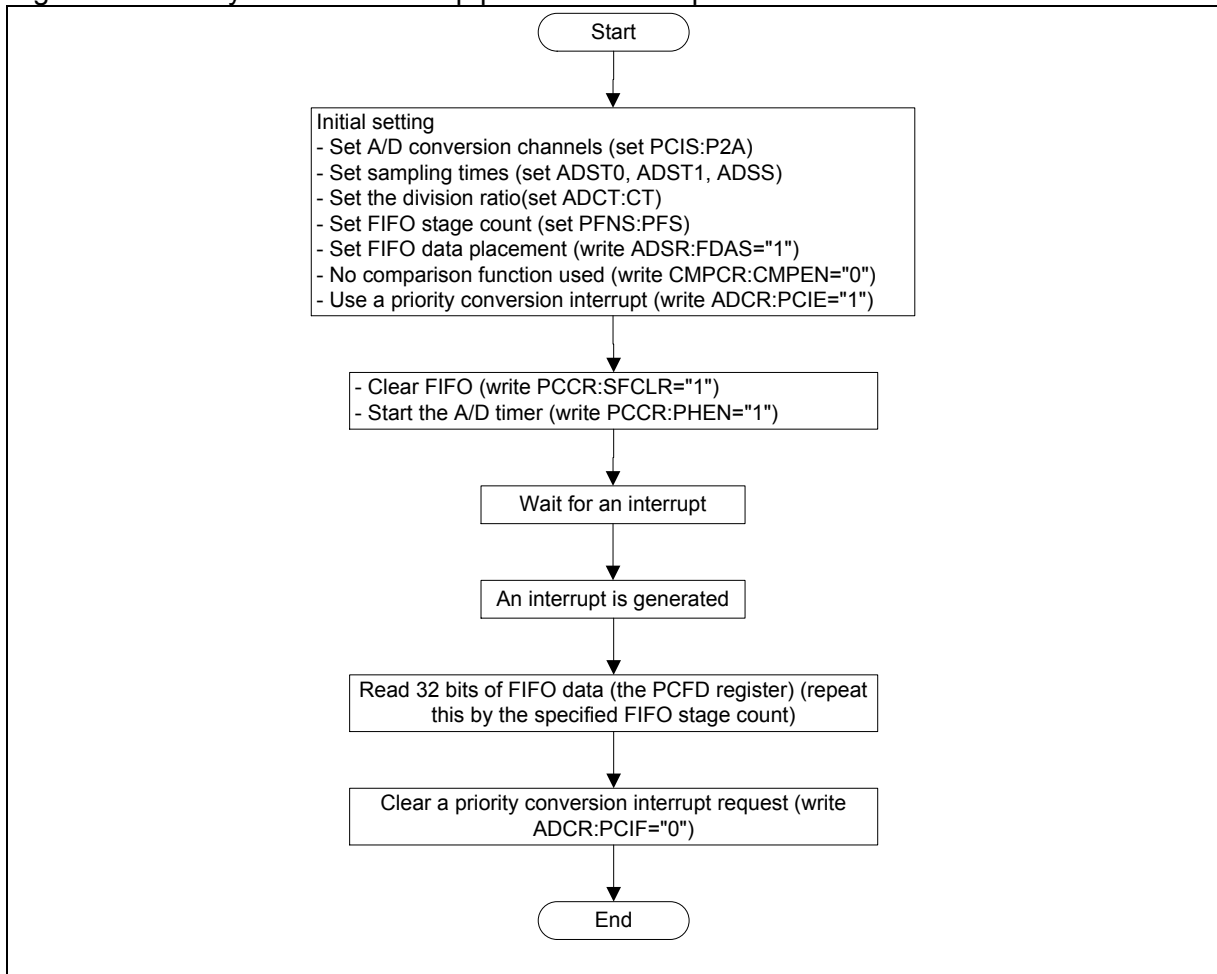 Start
Initial setting
- Set A/D conversion channels (set PCIS:P2A)
- Set sampling times (set ADST0, ADST1, ADSS)
- Set the division ratio(set ADCT:CT)
- Set FIFO stage count (set PFNS:PFS)
- Set FIFO data placement (write ADSR:FDAS="1")
- No comparison function used (write CMPCR:CMPEN="0")
- Use a priority conversion interrupt (write ADCR:PCIE="1")
- Clear FIFO (write PCCR:SFCLR="1")
- Start the A/D timer (write PCCR:PHEN="1")
Wait for an interrupt
An interrupt is generated
Read 32 bits of FIFO data (the PCFD register) (repeat
this by the specified FIFO stage count)
Clear a priority conversion interrupt request (write
ADCR:PCIF="0")
End